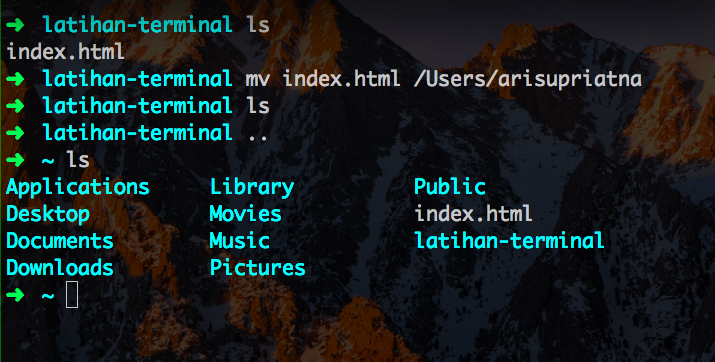 ➜ latihan-terminal ls
index.html
➜ latihan-terminal mv index.html /Users/arisupriatna
➜ latihan-terminal ls
➜ latihan-terminal ..
➜ ~ ls
Applications Library Public
Desktop Movies index.html
Documents Music latihan-terminal
Downloads Pictures
➜ ~